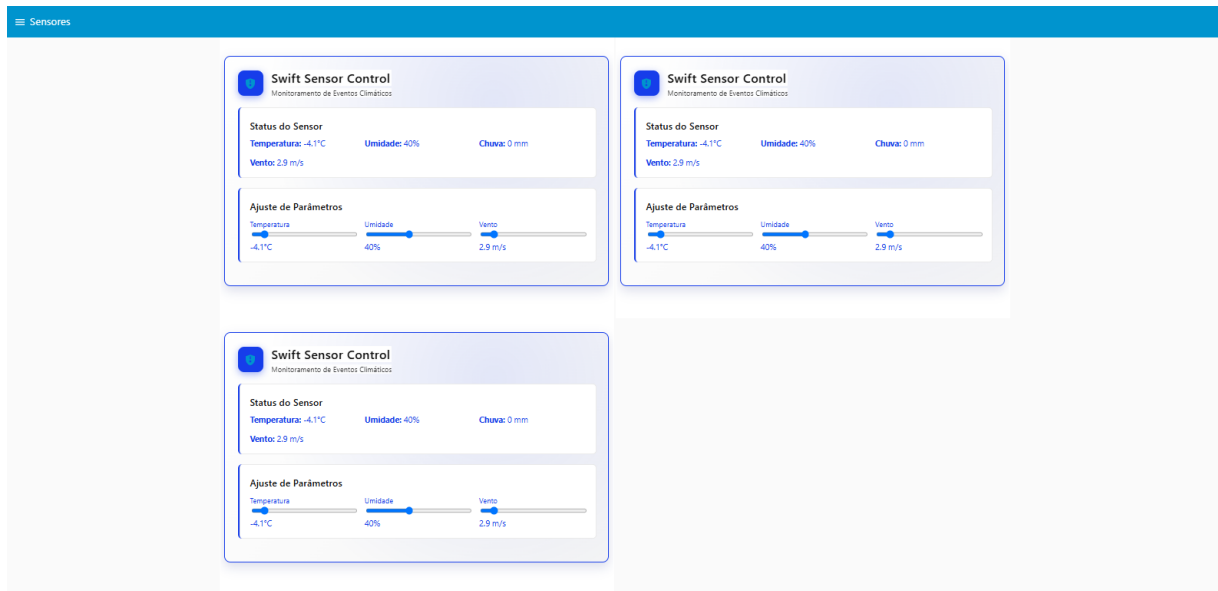 Sensores
Swift Sensor Control
Monitoramento de Eventos Climáticos
Status do Sensor
Temperatura: -4.1°C Umidade: 40% Chuva: 0 mm
Vento: 2.9 m/s
Ajuste de Parâmetros
Temperatura Umidade Vento
-4.1°C 40% 2.9 m/s
Swift Sensor Control
Monitoramento de Eventos Climáticos
Status do Sensor
Temperatura: -4.1°C Umidade: 40% Chuva: 0 mm
Vento: 2.9 m/s
Ajuste de Parâmetros
Temperatura Umidade Vento
-4.1°C 40% 2.9 m/s
Swift Sensor Control
Monitoramento de Eventos Climáticos
Status do Sensor
Temperatura: -4.1°C Umidade: 40% Chuva: 0 mm
Vento: 2.9 m/s
Ajuste de Parâmetros
Temperatura Umidade Vento
-4.1°C 40% 2.9 m/s